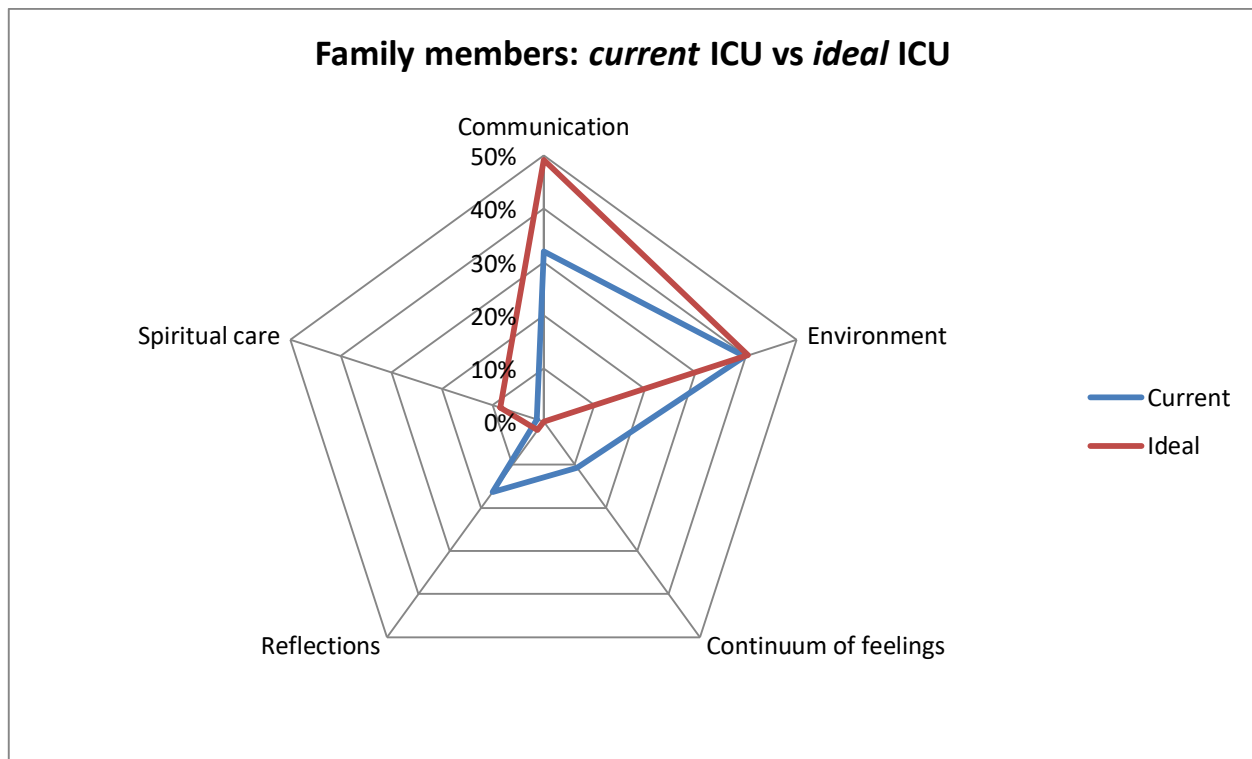 Family members: current ICU vs ideal ICU
Communication
50%
40%
30%
20%
10%
0%
Spiritual care
Environment
Current
Ideal
Reflections
Continuum of feelings